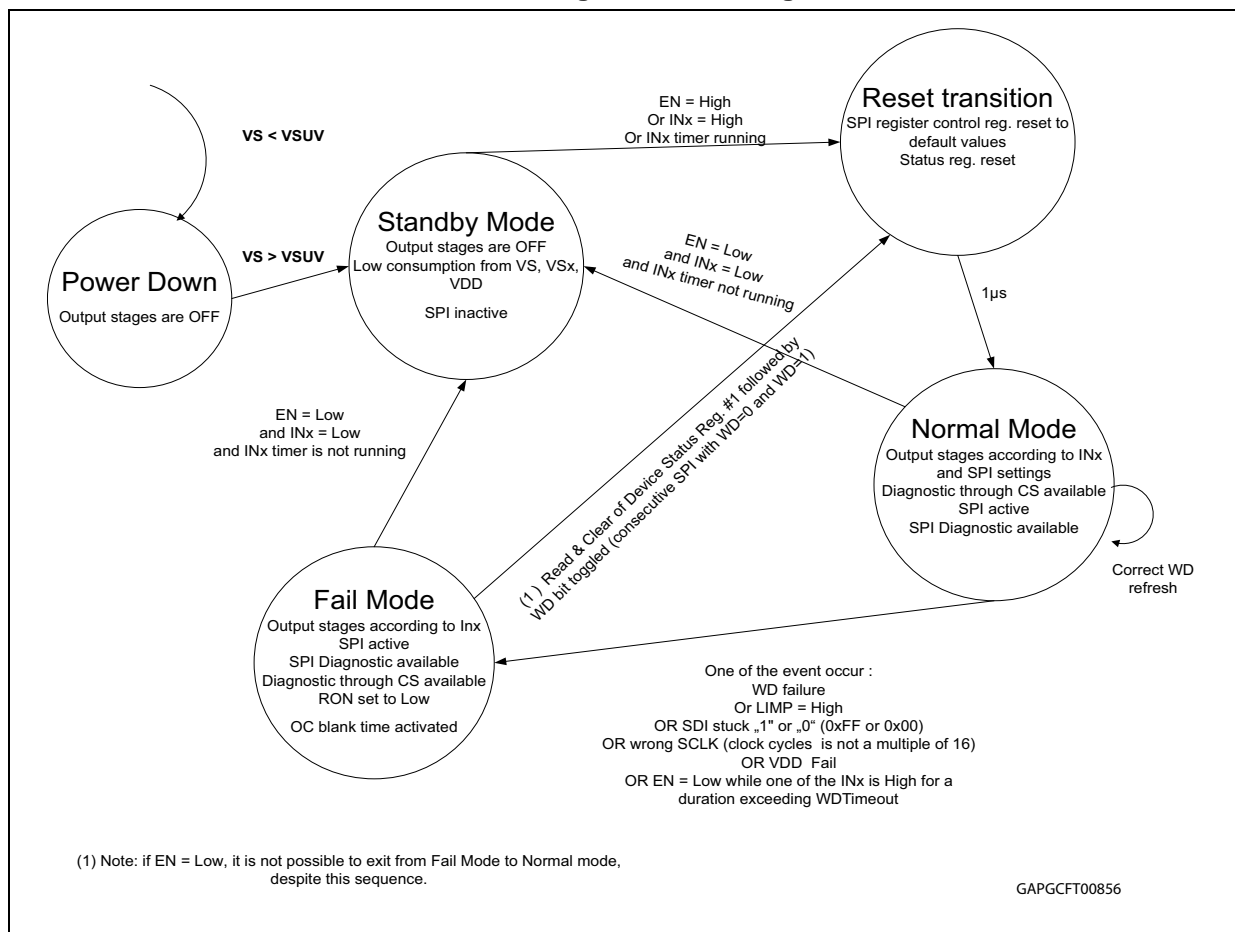 VS < VSUV
VS > VSUV
Power Down
Output stages are OFF
Standby Mode
Output stages are OFF
Low consumption from VS, VSx,
VDD
SPI inactive
EN = High
Or INx = High
Or INx timer running
Reset transition
SPI register control reg. reset to
default values
Status reg. reset
EN = Low
and INx = Low
and INx timer not running
1µs
EN = Low
and INx = Low
and INx timer is not running
(1 ) Read & Clear of Device Status Reg. #1 followed by
WD bit toggled (consecutive SPI with WD=0 and WD=1)
Normal Mode
Output stages according to INx
and SPI settings
Diagnostic through CS available
SPI active
SPI Diagnostic available
Correct WD
refresh
Fail Mode
Output stages according to Inx
SPI active
SPI Diagnostic available
Diagnostic through CS available
RON set to Low
OC blank time activated
One of the event occur :
WD failure
Or LIMP = High
OR SDI stuck „1" or „0“ (0xFF or 0x00)
OR wrong SCLK (clock cycles is not a multiple of 16)
OR VDD Fail
OR EN = Low while one of the INx is High for a
duration exceeding WDTimeout
(1) Note: if EN = Low, it is not possible to exit from Fail Mode to Normal mode,
despite this sequence.
GAPGCFT00856